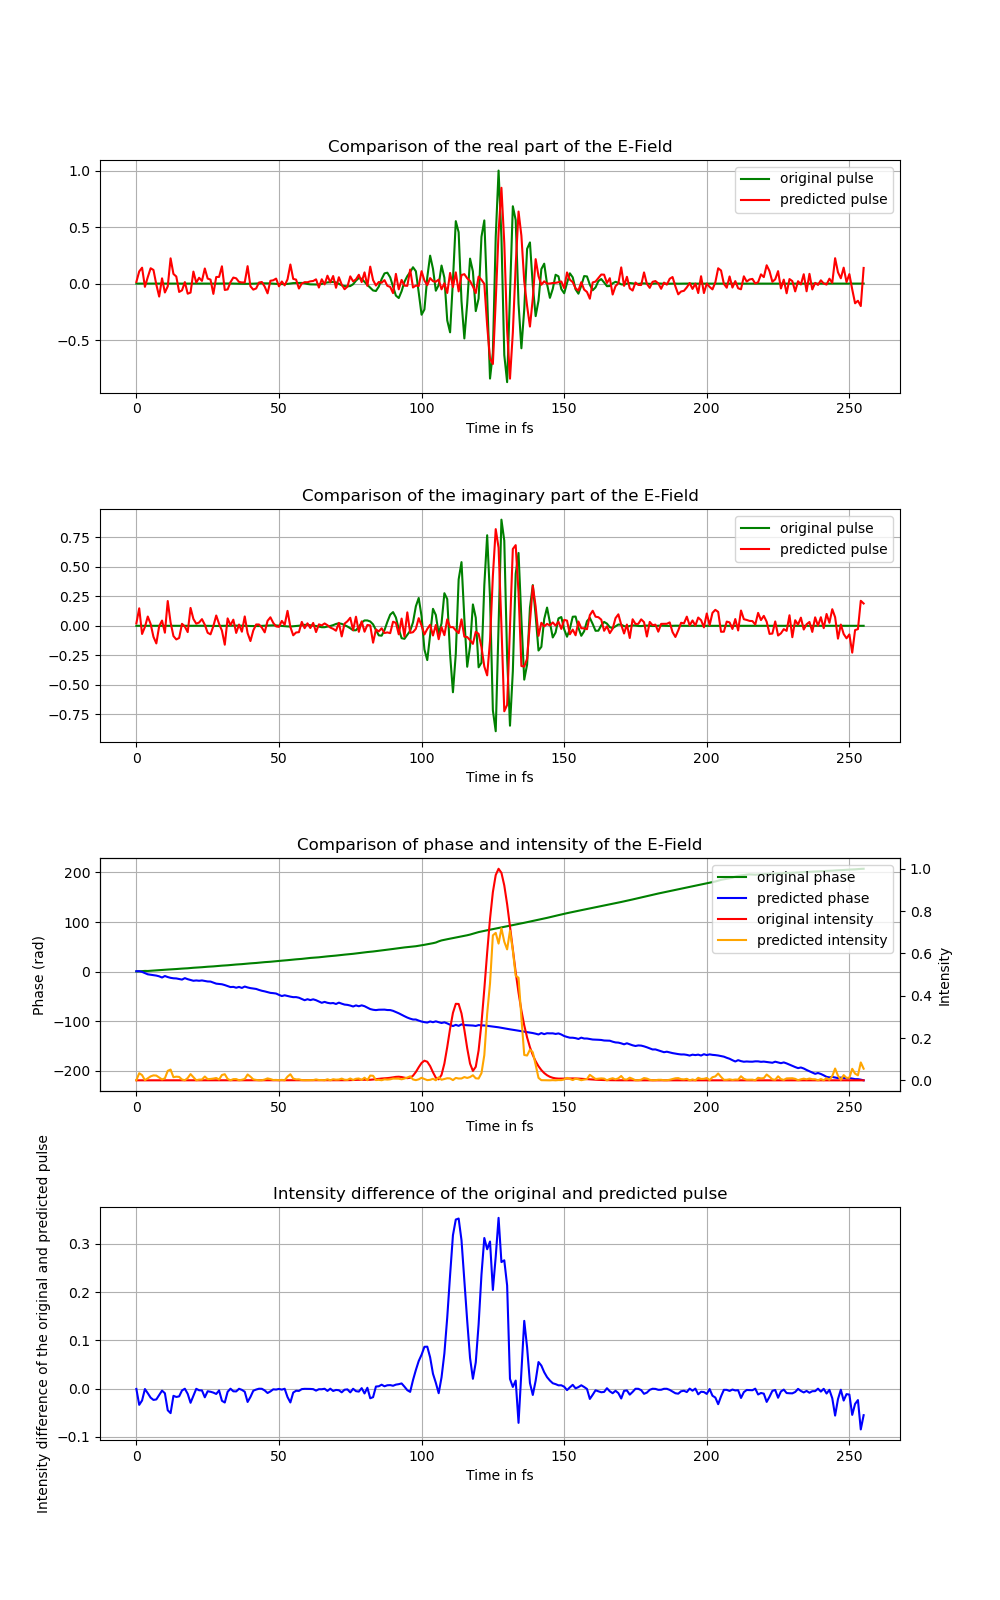 Comparison of the real part of the E-Field
original pulse
predicted pulse
1.0
0.5
0.0
−0.5
0 50 100 150 200 250
Time in fs
Comparison of the imaginary part of the E-Field
original pulse
predicted pulse
0.75
0.50
0.25
0.00
−0.25
−0.50
−0.75
0 50 100 150 200 250
Time in fs
Comparison of phase and intensity of the E-Field
original phase
predicted phase
original intensity
predicted intensity
Phase (rad)
200
100
0
−100
−200
1.0
0.8
0.6
0.4
0.2
0.0
Intensity
0 50 100 150 200 250
Time in fs
Intensity difference of the original and predicted pulse
Intensity difference of the original and predicted pulse
0.3
0.2
0.1
0.0
−0.1
0 50 100 150 200 250
Time in fs